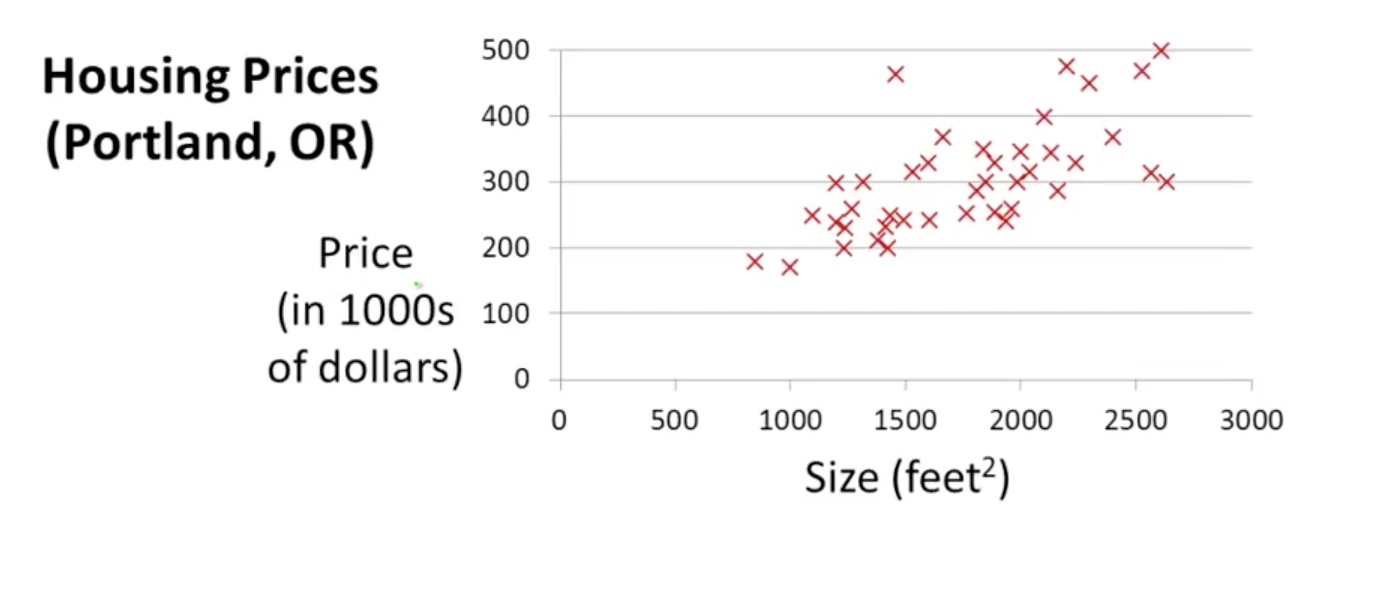 Housing Prices
(Portland, OR)
Price
(in 1000s
of dollars)
500
400
300
200
100
0
0 500 1000 1500 2000 2500 3000
Size (feet²)